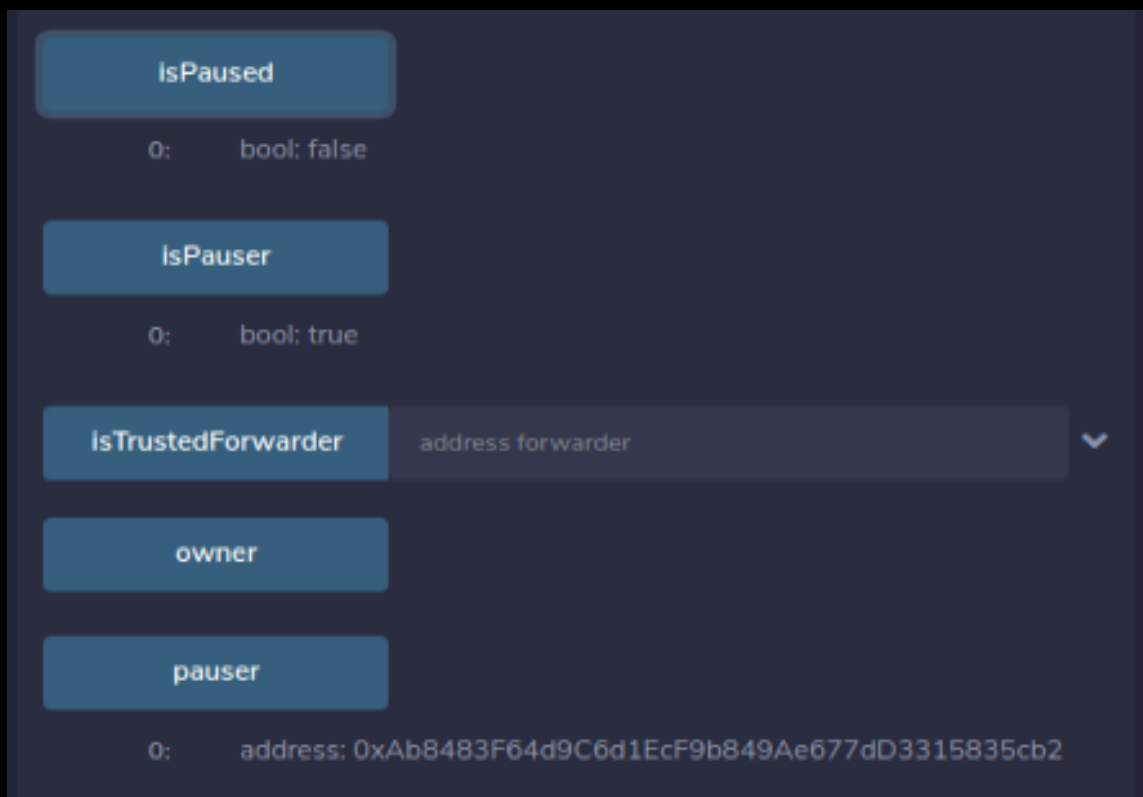 isPaused
0: bool: false
isPauser
0: bool: true
isTrustedForwarder address forwarder
owner
pauser
0: address: 0xAb8483F64d9C6d1EcF9b849Ae677dD3315835cb2